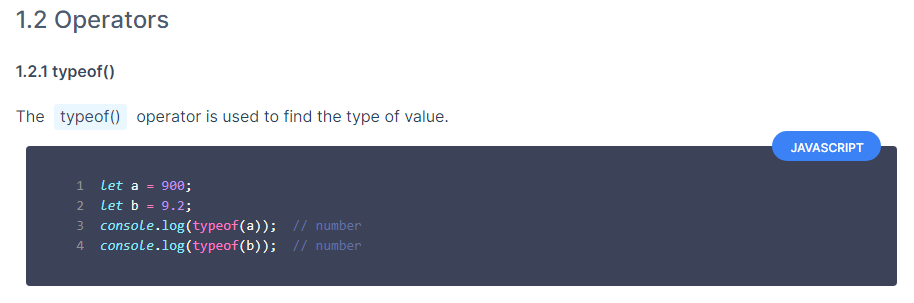 1.2 Operators
1.2.1 typeof()
The typeof() operator is used to find the type of value.
JAVASCRIPT
1 let a = 900;
2 let b = 9.2;
3 console.log(typeof(a)); // number
4 console.log(typeof(b)); // number